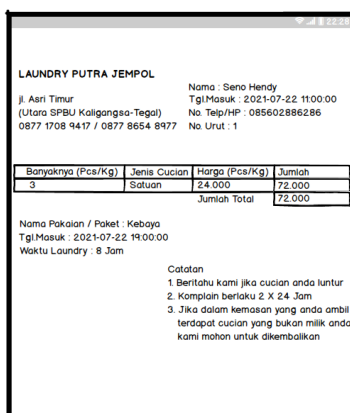 22:28
LAUNDRY PUTRA JEMPOL
jl. Asri Timur
(Utara SPBU Kaligangsa-Tegal)
0877 1708 9417 / 0877 8654 8977
Nama : Seno Hendy
Tgl.Masuk : 2021-07-22 11:00:00
No. Telp/HP : 085602886286
No. Urut : 1
Banyaknya (Pcs/Kg) Jenis Cucian Harga (Pcs/Kg) Jumlah
3 Satuan 24.000 72.000
Jumlah Total 72.000
Nama Pakaian / Paket : Kebaya
Tgl.Masuk : 2021-07-22 19:00:00
Waktu Laundry : 8 Jam
Catatan
1. Beritahu kami jika cucian anda luntur
2. Komplain berlaku 2 X 24 Jam
3. Jika dalam kemasan yang anda ambil
terdapat cucian yang bukan milik anda
kami mohon untuk dikembalikan